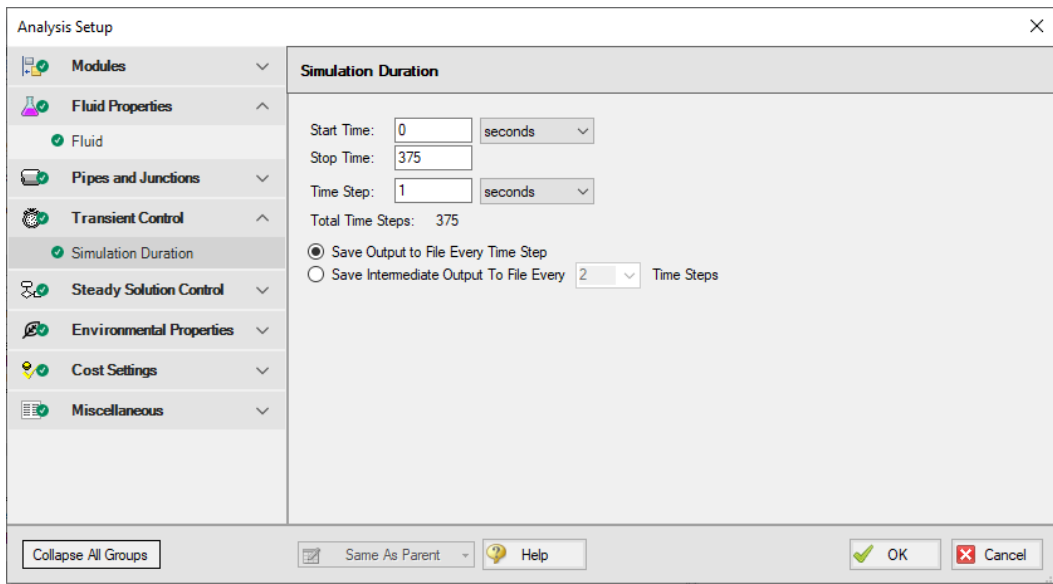 Analysis Setup
Modules
Fluid Properties
Fluid
Pipes and Junctions
Transient Control
Simulation Duration
Steady Solution Control
Environmental Properties
Cost Settings
Miscellaneous
Simulation Duration
Start Time: 0 seconds
Stop Time: 375
Time Step: 1 seconds
Total Time Steps: 375
Save Output to File Every Time Step
Save Intermediate Output To File Every 2 Time Steps
Collapse All Groups
Same As Parent
Help
OK
Cancel